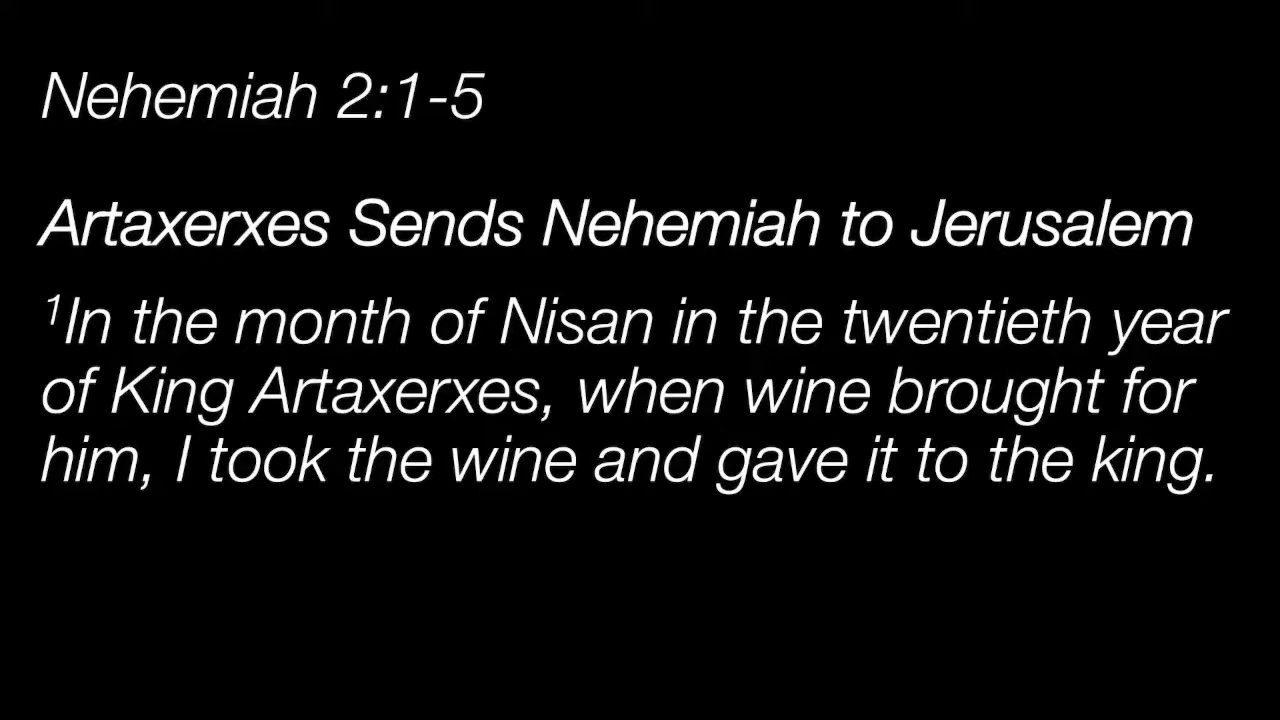 Nehemiah 2:1-5
Artaxerxes Sends Nehemiah to Jerusalem
¹In the month of Nisan in the twentieth year
of King Artaxerxes, when wine brought for
him, I took the wine and gave it to the king.